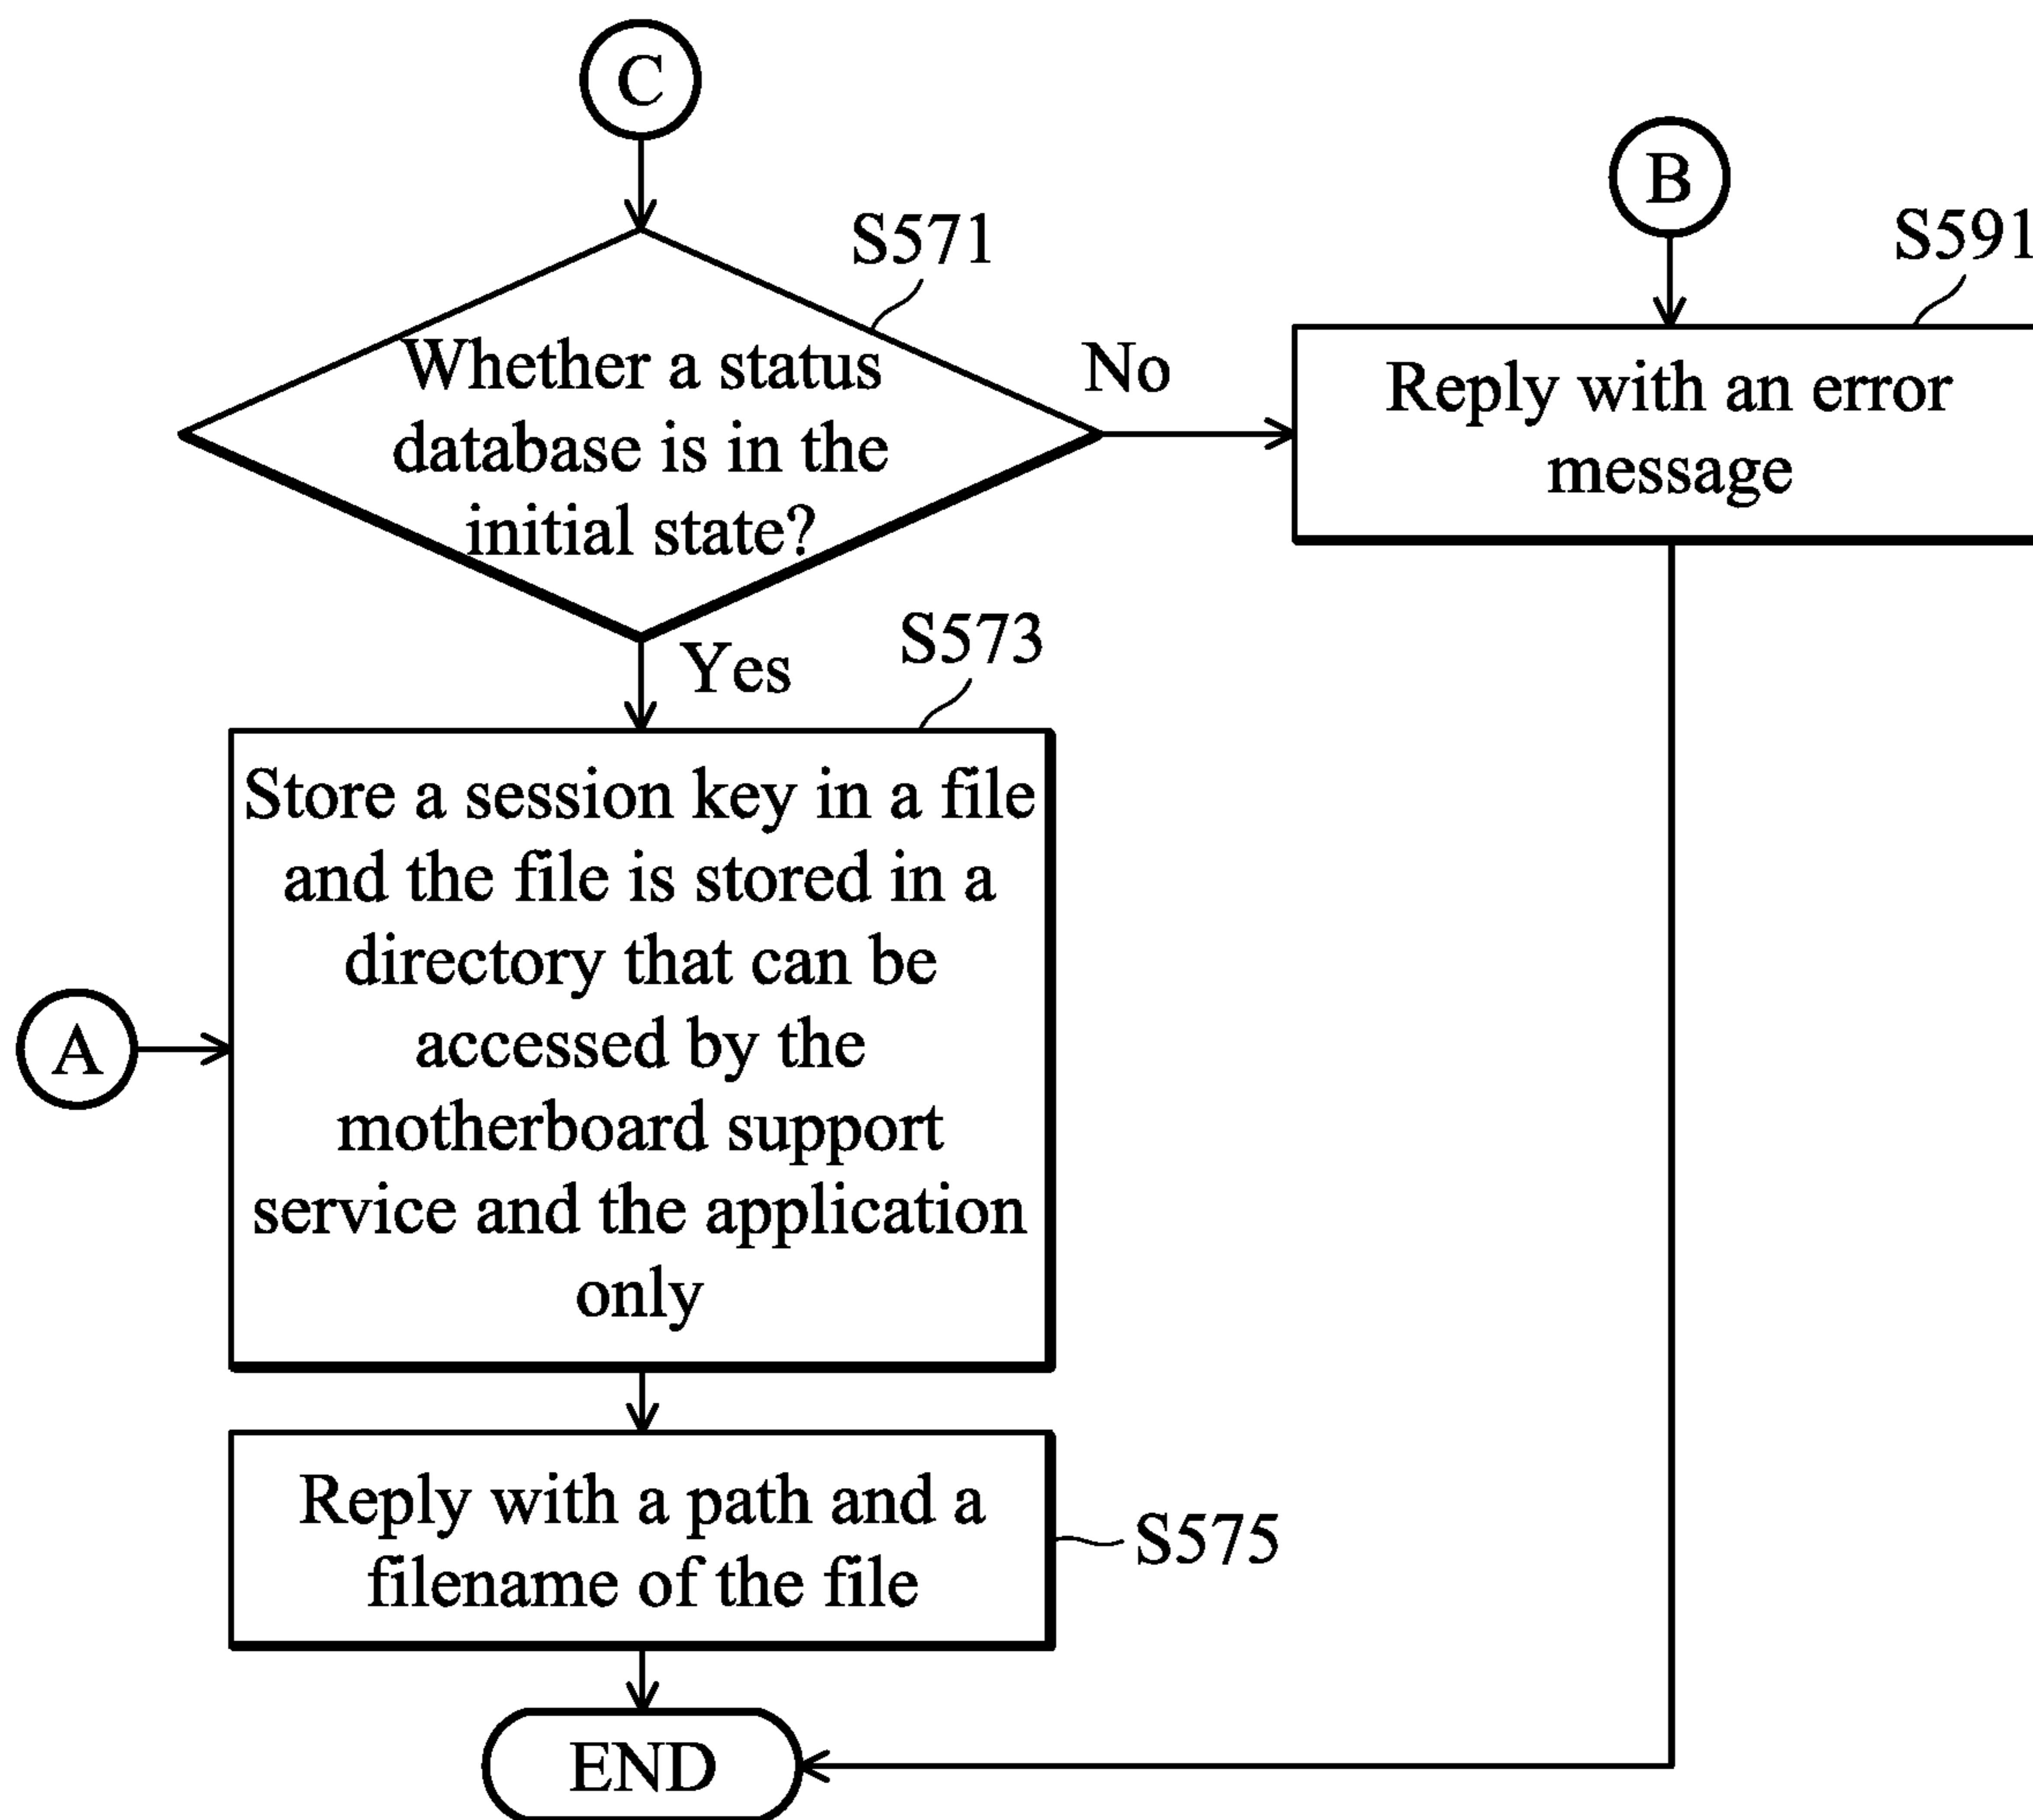 C
B
S571
S591
Whether a status
database is in the
initial state?
No
Reply with an error
message
Yes
S573
Store a session key in a file
and the file is stored in a
directory that can be
accessed by the
motherboard support
service and the application
only
A
Reply with a path and a
filename of the file
S575
END